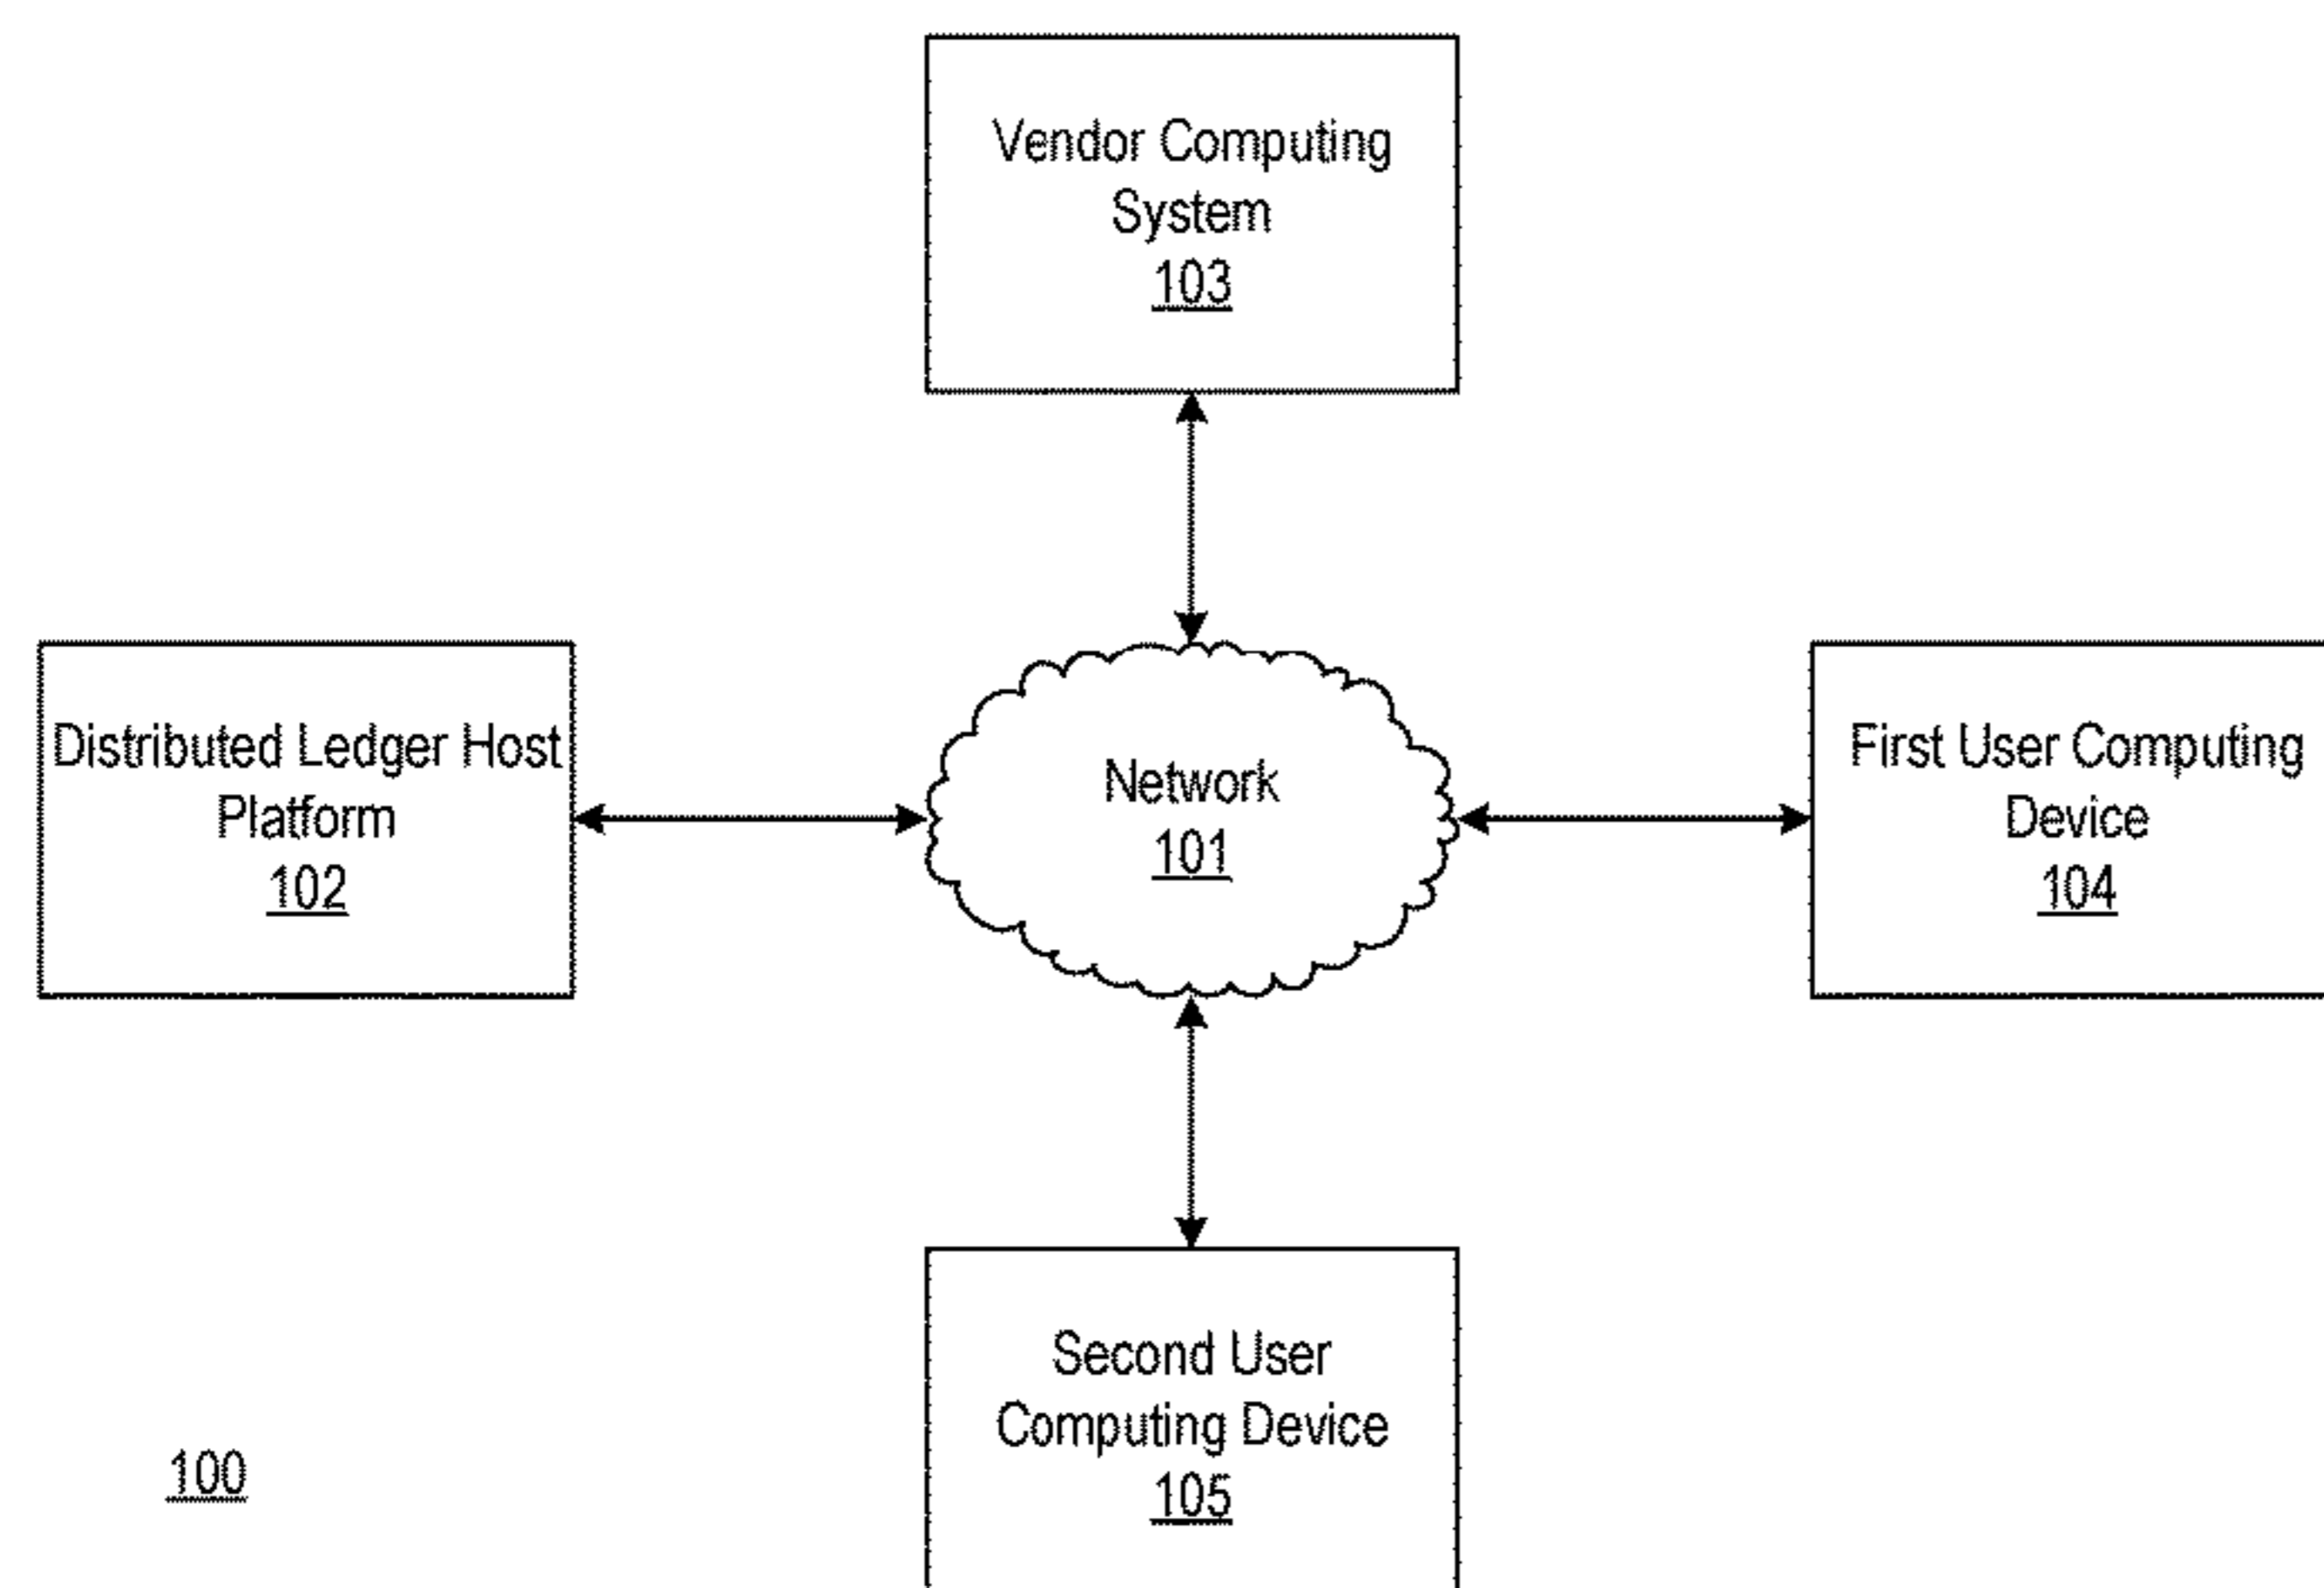 Vendor Computing
System
103
Distributed Ledger Host
Platform
102
Network
101
First User Computing
Device
104
Second User
Computing Device
105
100